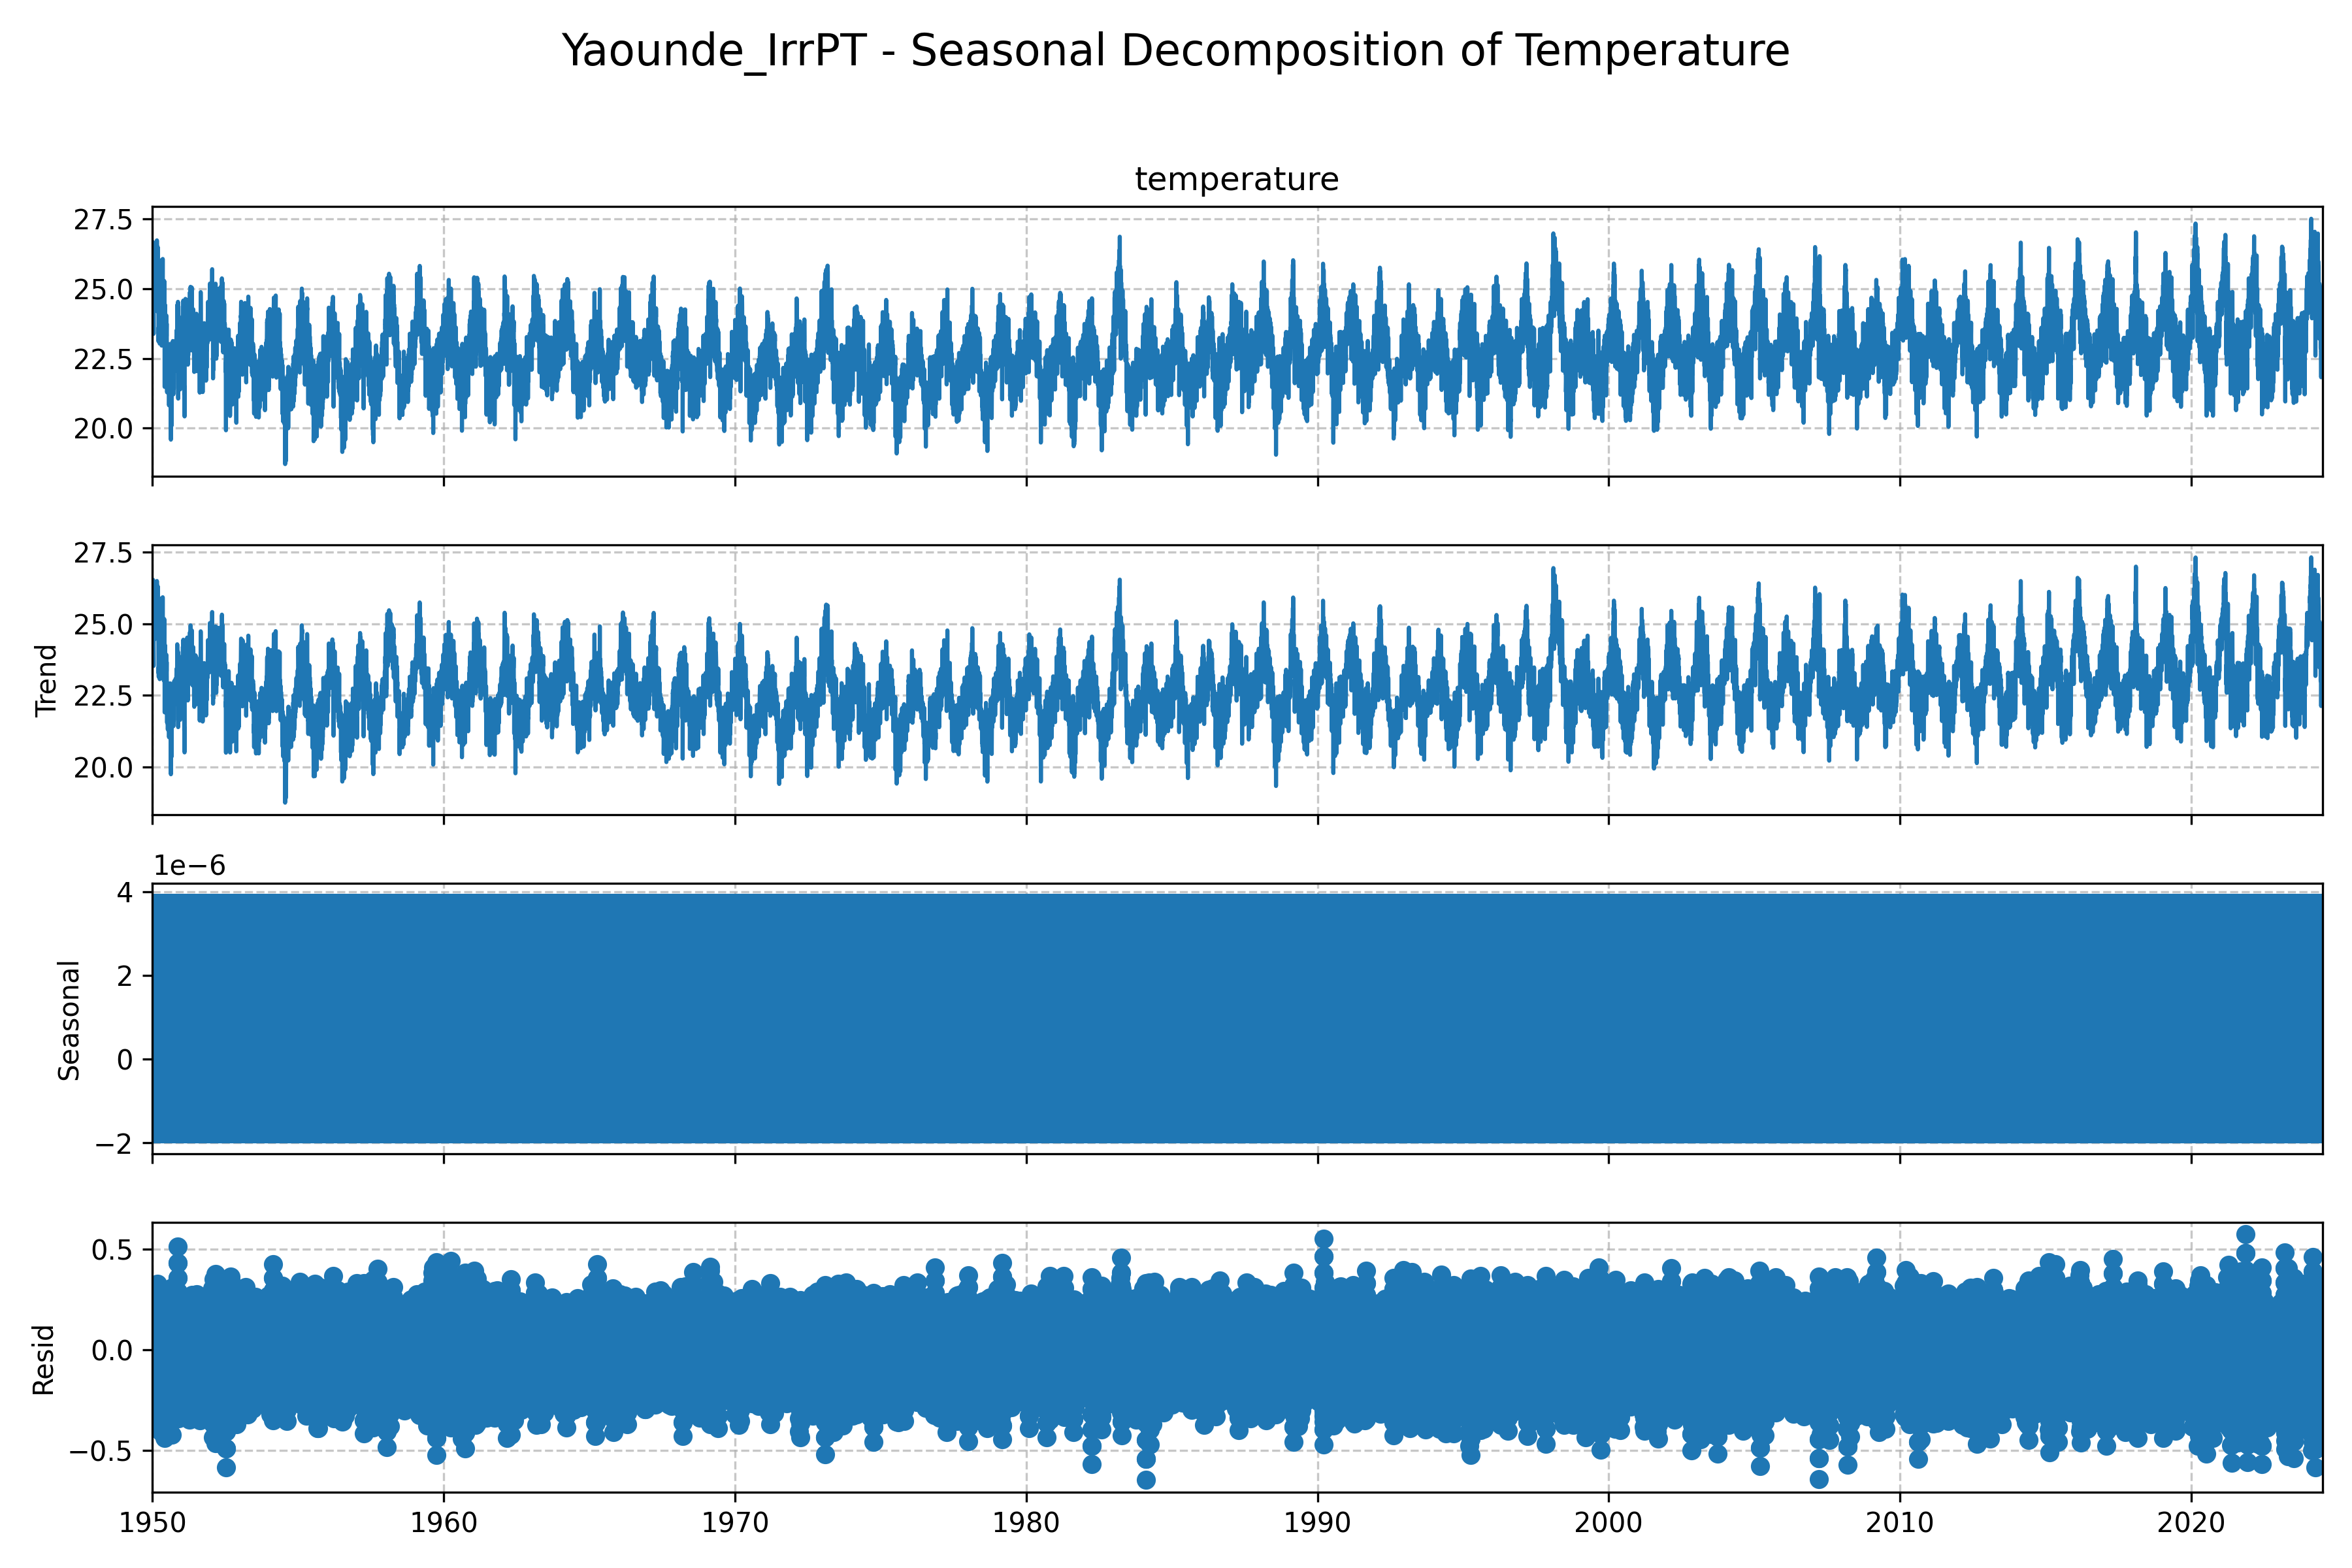 Yaounde_IrrPT - Seasonal Decomposition of Temperature
temperature
27.5
25.0
22.5
20.0
Trend
27.5
25.0
22.5
20.0
1e−6
Seasonal
4
2
0
−2
Resid
0.5
0.0
−0.5
1950 1960 1970 1980 1990 2000 2010 2020